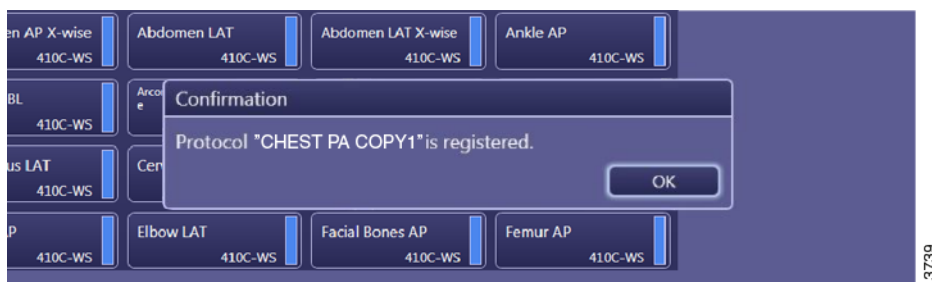 en AP X-wise
410C-WS
Abdomen LAT
410C-WS
Abdomen LAT X-wise
410C-WS
Ankle AP
410C-WS
BL
410C-WS
Arco
e
Confirmation
Protocol "CHEST PA COPY1" is registered.
OK
us LAT
410C-WS
Cer
P
410C-WS
Elbow LAT
410C-WS
Facial Bones AP
410C-WS
Femur AP
410C-WS
3739